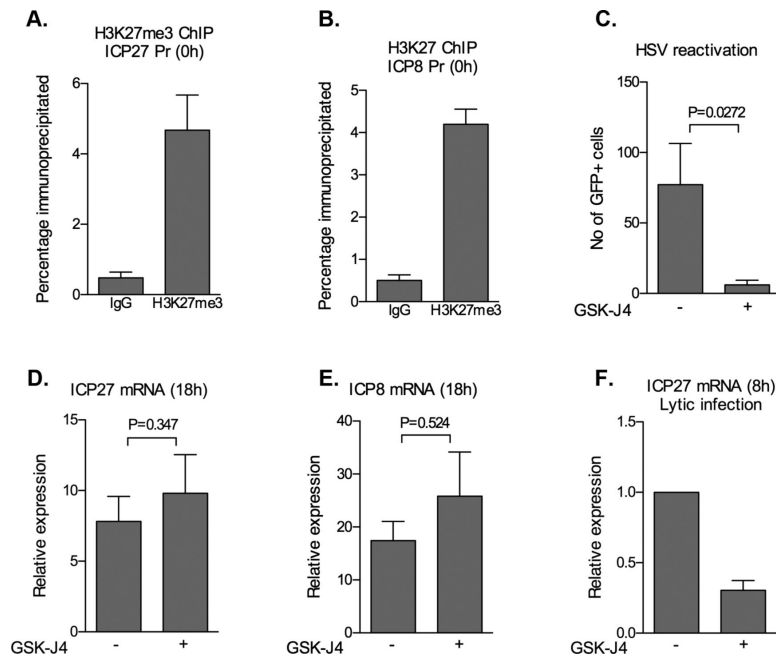 A.
H3K27me3 ChIP
ICP27 Pr (0h)
Percentage immunoprecipitated
6
4
2
0
IgG H3K27me3
B.
H3K27 ChIP
ICP8 Pr (0h)
Percentage immunoprecipitated
5
4
3
2
1
0
IgG H3K27me3
C.
HSV reactivation
No of GFP+ cells
150
100
50
0
P=0.0272
GSK-J4 - +
D.
ICP27 mRNA (18h)
Relative expression
15
10
5
0
P=0.347
GSK-J4 - +
E.
ICP8 mRNA (18h)
Relative expression
40
30
20
10
0
P=0.524
GSK-J4 - +
F.
ICP27 mRNA (8h)
Lytic infection
Relative expression
1.5
1.0
0.5
0.0
GSK-J4 - +